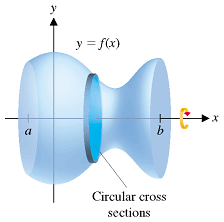 y
y = f(x)
a
b
x
Circular cross
sections